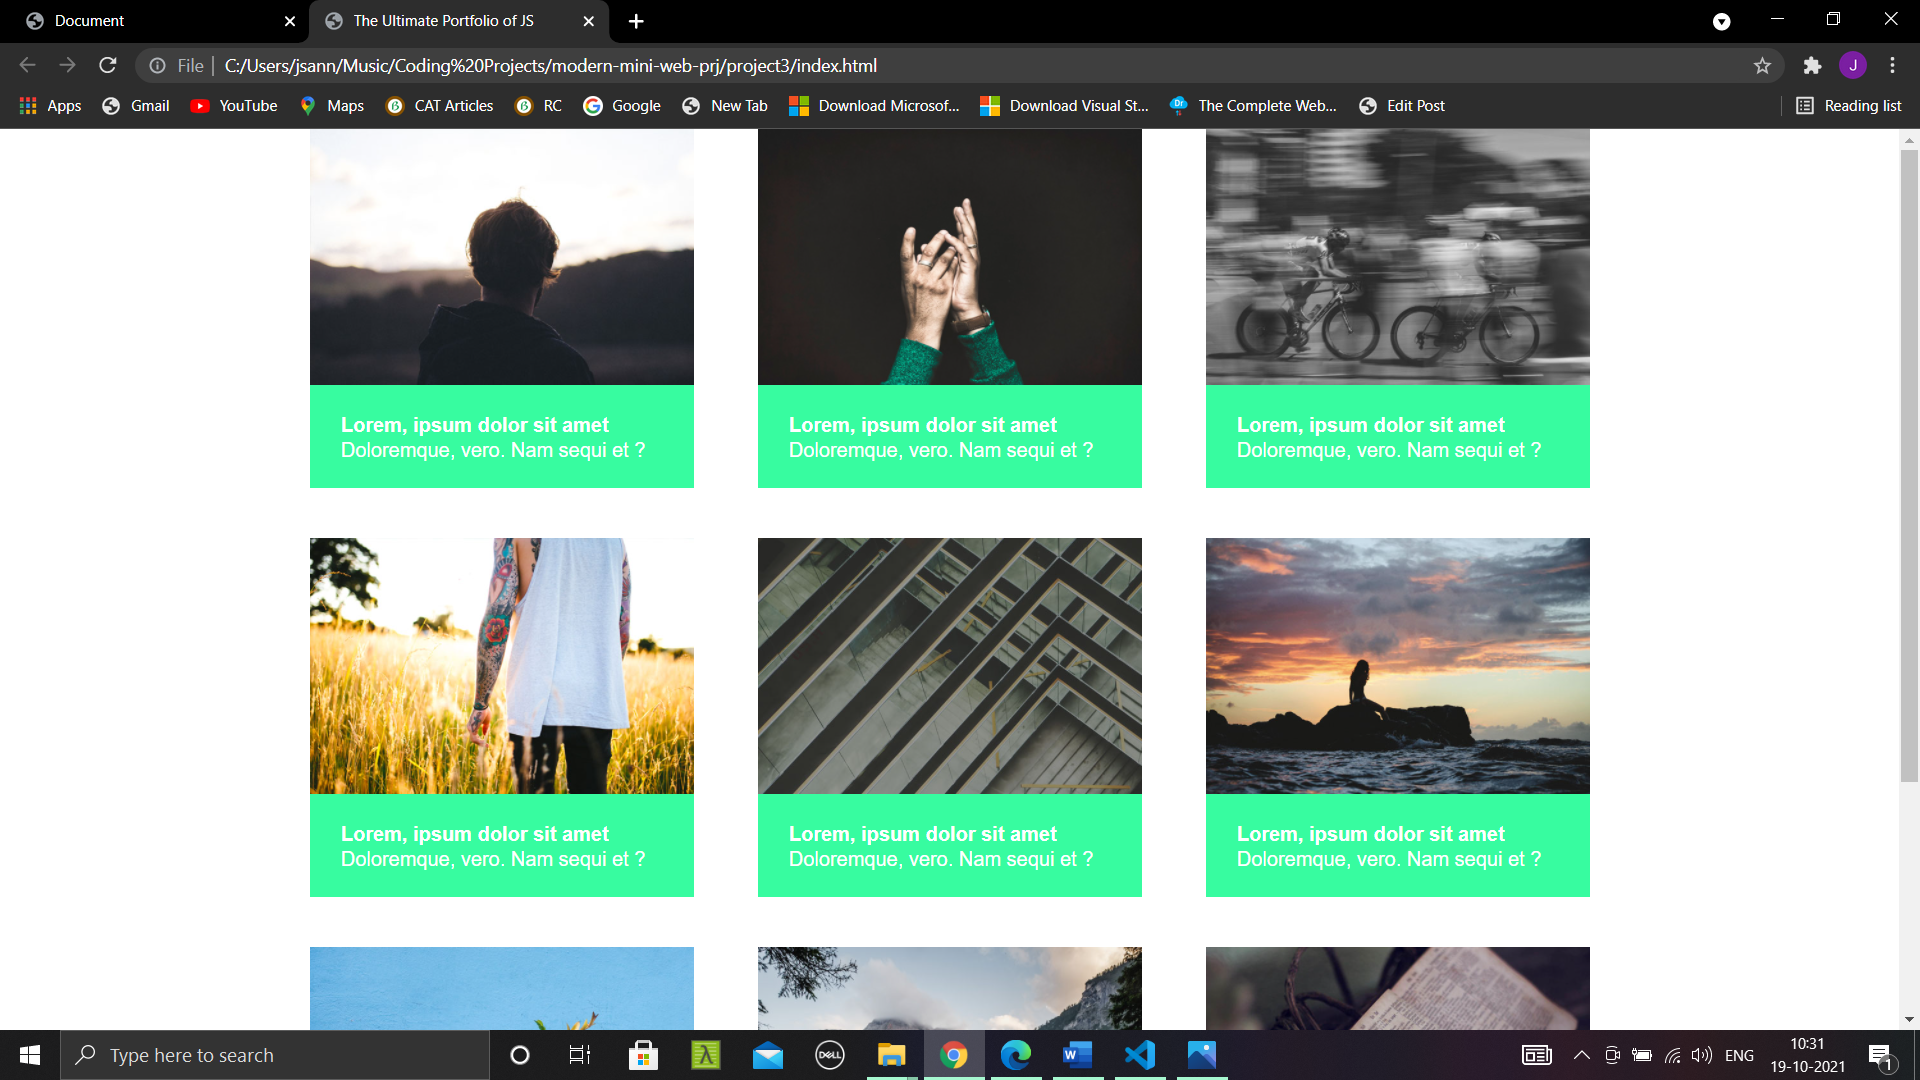 Document
The Ultimate Portfolio of JS
File
C:/Users/jsann/Music/Coding%20Projects/modern-mini-web-prj/project3/index.html
J
Apps
Gmail
YouTube
Maps
CAT Articles
RC
Google
New Tab
Download Microsof...
Download Visual St...
The Complete Web...
Edit Post
Reading list
Lorem, ipsum dolor sit amet
Doloremque, vero. Nam sequi et ?
Lorem, ipsum dolor sit amet
Doloremque, vero. Nam sequi et ?
Lorem, ipsum dolor sit amet
Doloremque, vero. Nam sequi et ?
Lorem, ipsum dolor sit amet
Doloremque, vero. Nam sequi et ?
Lorem, ipsum dolor sit amet
Doloremque, vero. Nam sequi et ?
Lorem, ipsum dolor sit amet
Doloremque, vero. Nam sequi et ?
Type here to search
DELL
ENG
10:31
19-10-2021
1